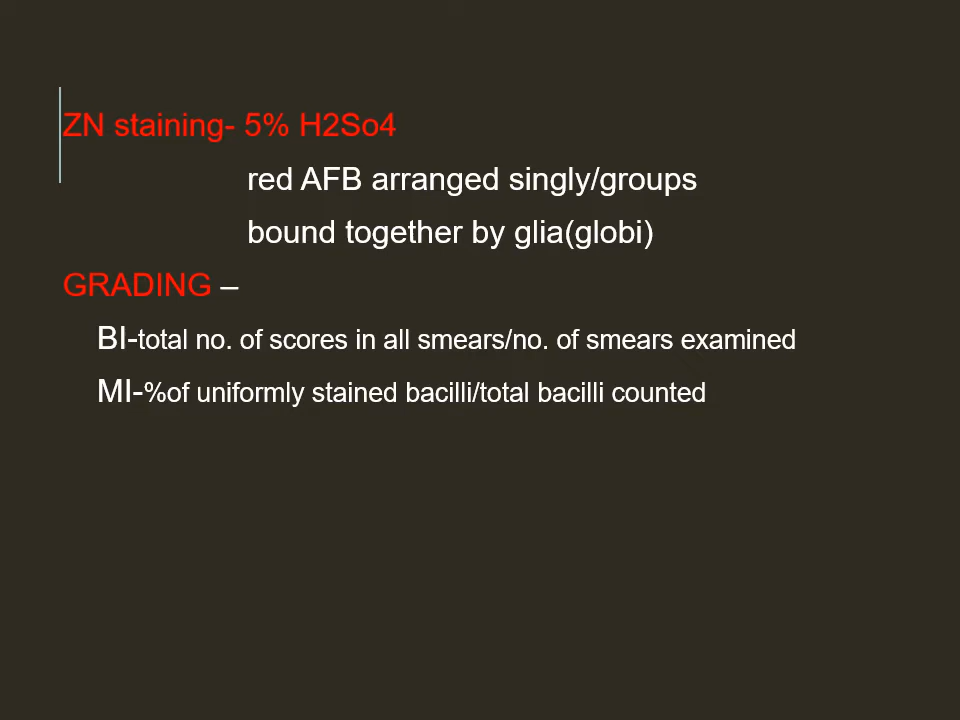 ZN staining- 5% H2So4
red AFB arranged singly/groups
bound together by glia(globi)
GRADING –
BI-total no. of scores in all smears/no. of smears examined
MI-%of uniformly stained bacilli/total bacilli counted